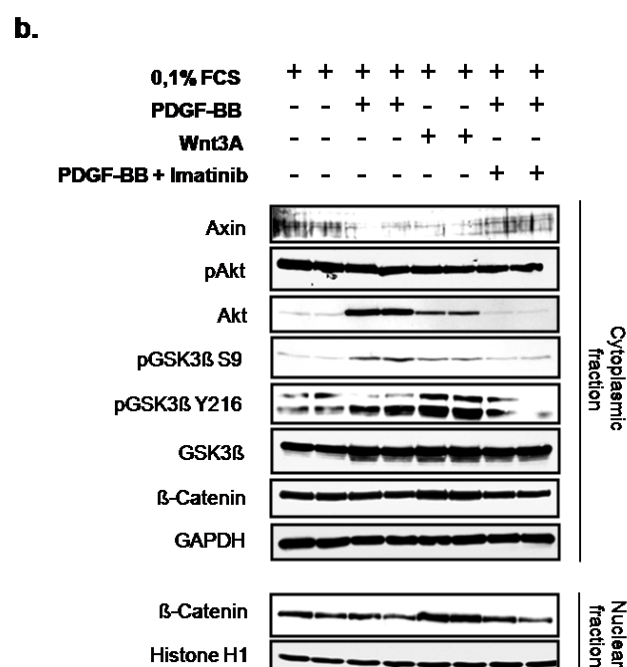 b.
0,1% FCS + + + + + + + +
PDGF-BB - - + + - - + +
Wnt3A - - - - + + - -
PDGF-BB + Imatinib - - - - - - + +
Axin
pAkt
Akt
pGSK3ß S9
pGSK3ß Y216
GSK3ß
ß-Catenin
GAPDH
Cytoplasmic
fraction
ß-Catenin
Histone H1
Nuclear
fraction